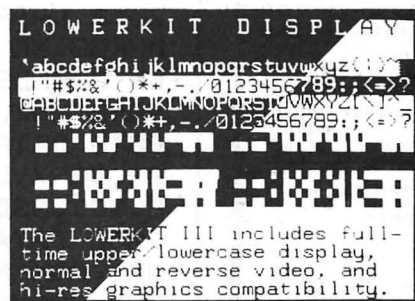 LOWERKIT DISPLAY
`abcdefghijklmnopqrstuvwxyz{|}~
!"#$%&'()*+,-./0123456789:;<=>?
@ABCDEFGHIJKLMNOPQRSTUVWXYZ[\]^
!"#$%&'()*+,-./0123456789:;<=>?
The LOWERKIT III includes full-
time upper/lowercase display,
normal and reverse video, and
hi-res graphics compatibility.